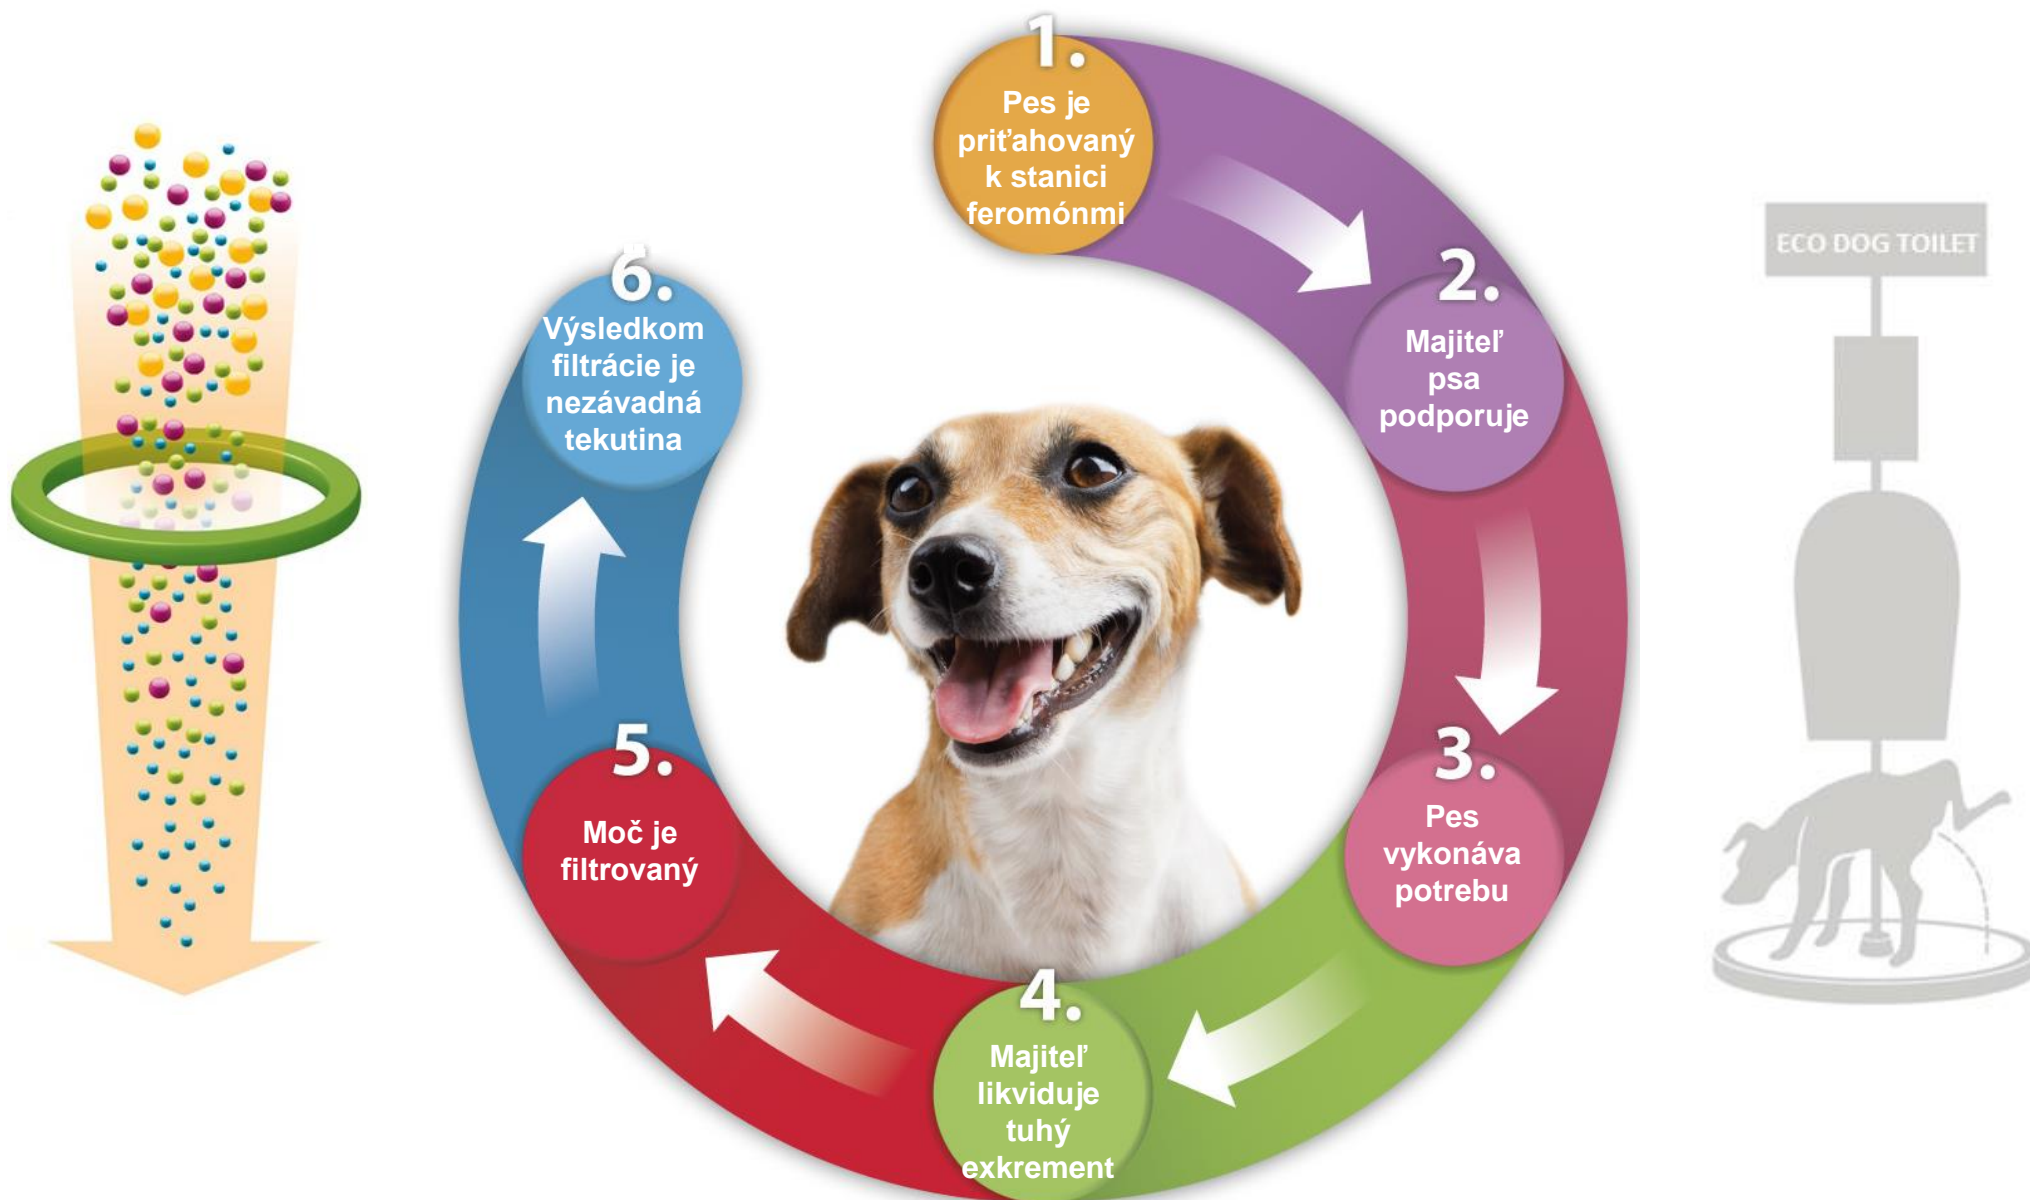 1.
Pes je
priťahovaný
k stanici
feromónmi
2.
Majiteľ
psa
podporuje
3.
Pes
vykonáva
potrebu
4.
Majiteľ
likviduje
tuhý
exkrement
5.
Moč je
filtrovaný
6.
Výsledkom
filtrácie je
nezávadná
tekutina
ECO DOG TOILET